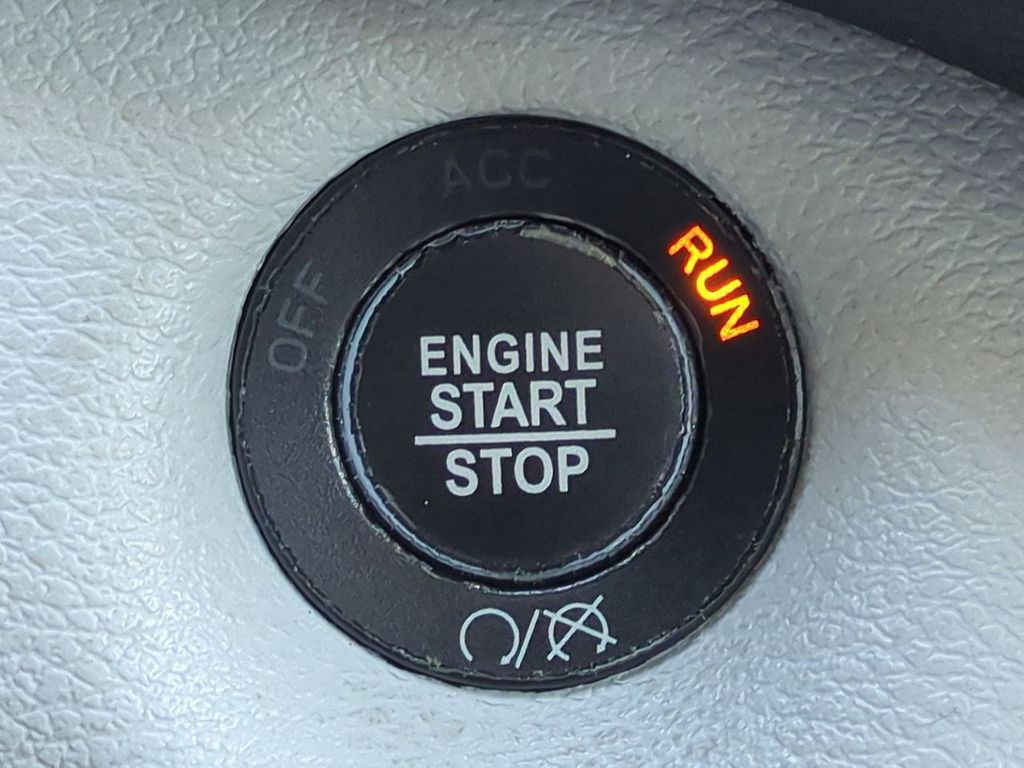 ACC
OFF
RUN
ENGINE
START
STOP